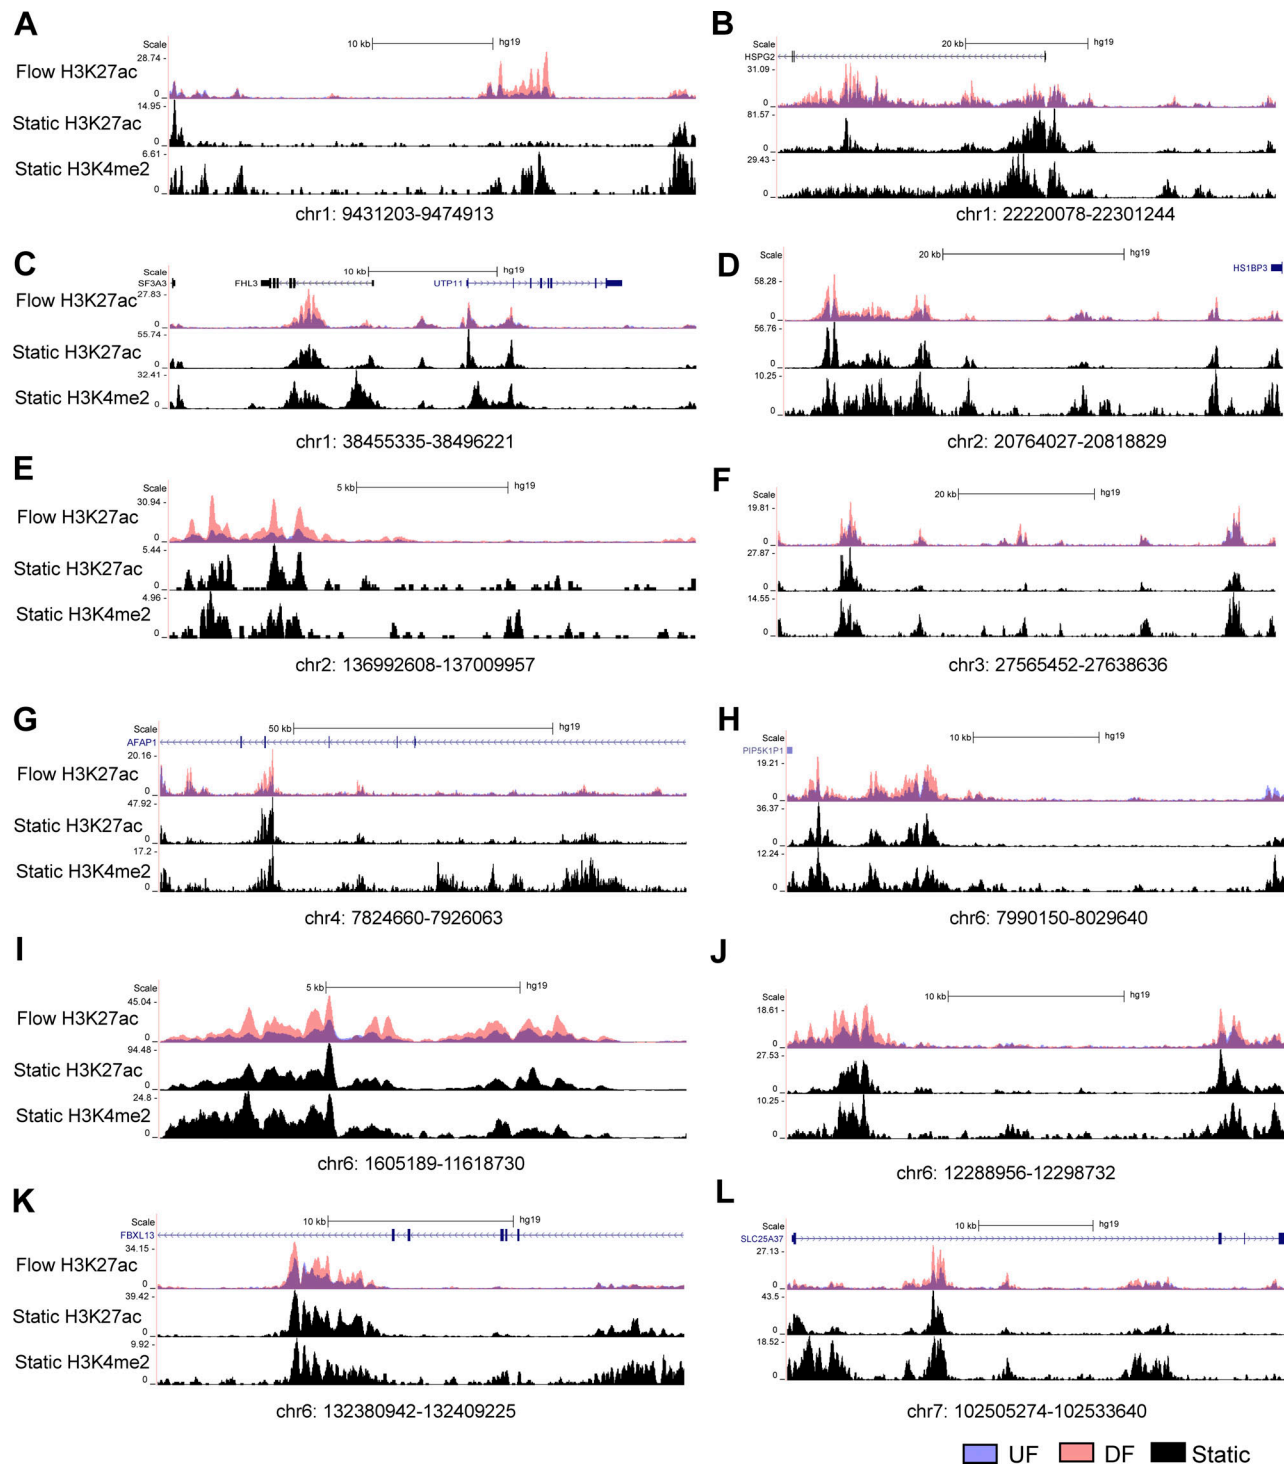 A
Scale 10 kb hg19
28.74 -
Flow H3K27ac
0 -
14.95 -
Static H3K27ac
0 -
6.61 -
Static H3K4me2
0 -
chr1: 9431203-9474913
B
Scale 20 kb hg19
HSPG2
31.09 -
0 -
81.57 -
0 -
29.43 -
0 -
chr1: 22220078-22301244
C
Scale 10 kb hg19
SF3A3 FHL3 UTP11
Flow H3K27ac
27.83 -
0 -
55.74 -
Static H3K27ac
0 -
32.41 -
Static H3K4me2
0 -
chr1: 38455335-38496221
D
Scale 20 kb hg19
HS1BP3
58.28 -
0 -
56.76 -
0 -
10.25 -
0 -
chr2: 20764027-20818829
E
Scale 5 kb hg19
30.94 -
Flow H3K27ac
0 -
5.44 -
Static H3K27ac
0 -
4.96 -
Static H3K4me2
0 -
chr2: 136992608-137009957
F
Scale 20 kb hg19
19.81 -
0 -
27.87 -
0 -
14.55 -
0 -
chr3: 27565452-27638636
G
Scale 50 kb hg19
AFAP1
20.16 -
Flow H3K27ac
0 -
47.92 -
Static H3K27ac
0 -
17.2 -
Static H3K4me2
0 -
chr4: 7824660-7926063
H
Scale 10 kb hg19
PIP5K1P1
19.21 -
0 -
36.37 -
0 -
12.24 -
0 -
chr6: 7990150-8029640
I
Scale 5 kb hg19
45.04 -
Flow H3K27ac
0 -
94.48 -
Static H3K27ac
0 -
24.8 -
Static H3K4me2
0 -
chr6: 1605189-11618730
J
Scale 10 kb hg19
18.61 -
0 -
27.53 -
0 -
10.25 -
0 -
chr6: 12288956-12298732
K
Scale 10 kb hg19
FBXL13
34.15 -
Flow H3K27ac
0 -
39.42 -
Static H3K27ac
0 -
9.92 -
Static H3K4me2
0 -
chr6: 132380942-132409225
L
Scale 10 kb hg19
SLC25A37
27.13 -
0 -
43.5 -
0 -
18.52 -
0 -
chr7: 102505274-102533640
UF DF Static